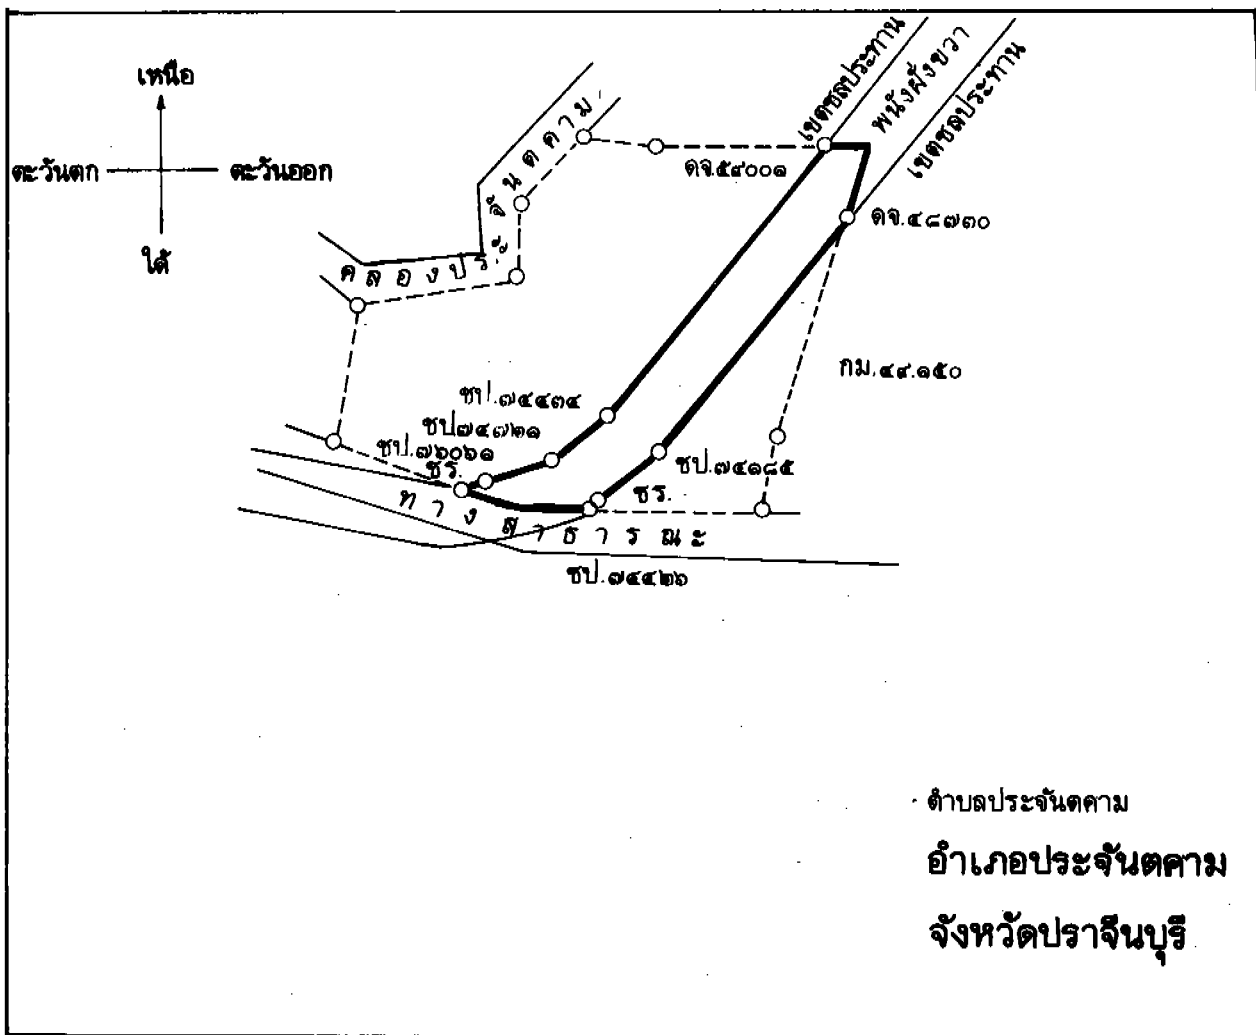 เหนือ
ตะวันตก
ตะวันออก
ใต้
เขตชลประทาน
พนังฝั่งขวา
เขตชลประทาน
คลองประจันตคาม
ดจ.๕๙๐๐๑
ดจ.๔๘๗๓๐
กม.๔๙.๑๕๐
ชป.๗๔๔๓๔
ชป๗๔๗๒๑
ชป.๗๖๐๖๑
ชร.
ชป.๗๔๑๘๕
ชร.
ทางสาธารณะ
ชป.๗๔๔๒๖
ตำบลประจันตคาม
อำเภอประจันตคาม
จังหวัดปราจีนบุรี